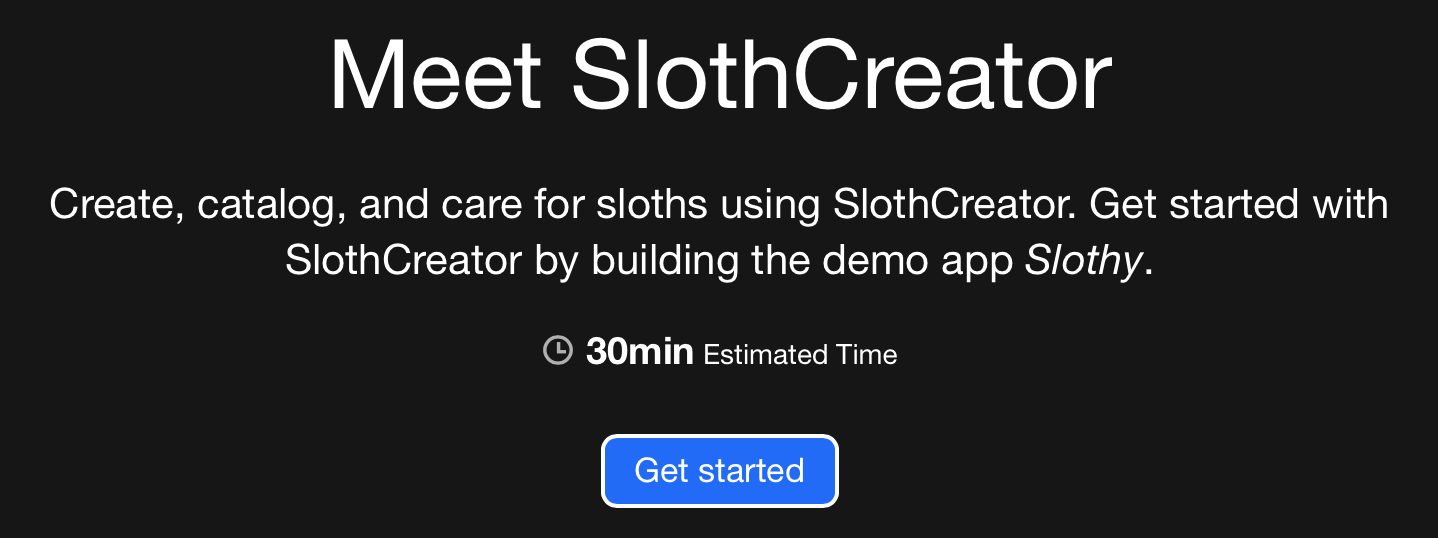 Meet SlothCreator
Create, catalog, and care for sloths using SlothCreator. Get started with
SlothCreator by building the demo app Slothy.
30min Estimated Time
Get started